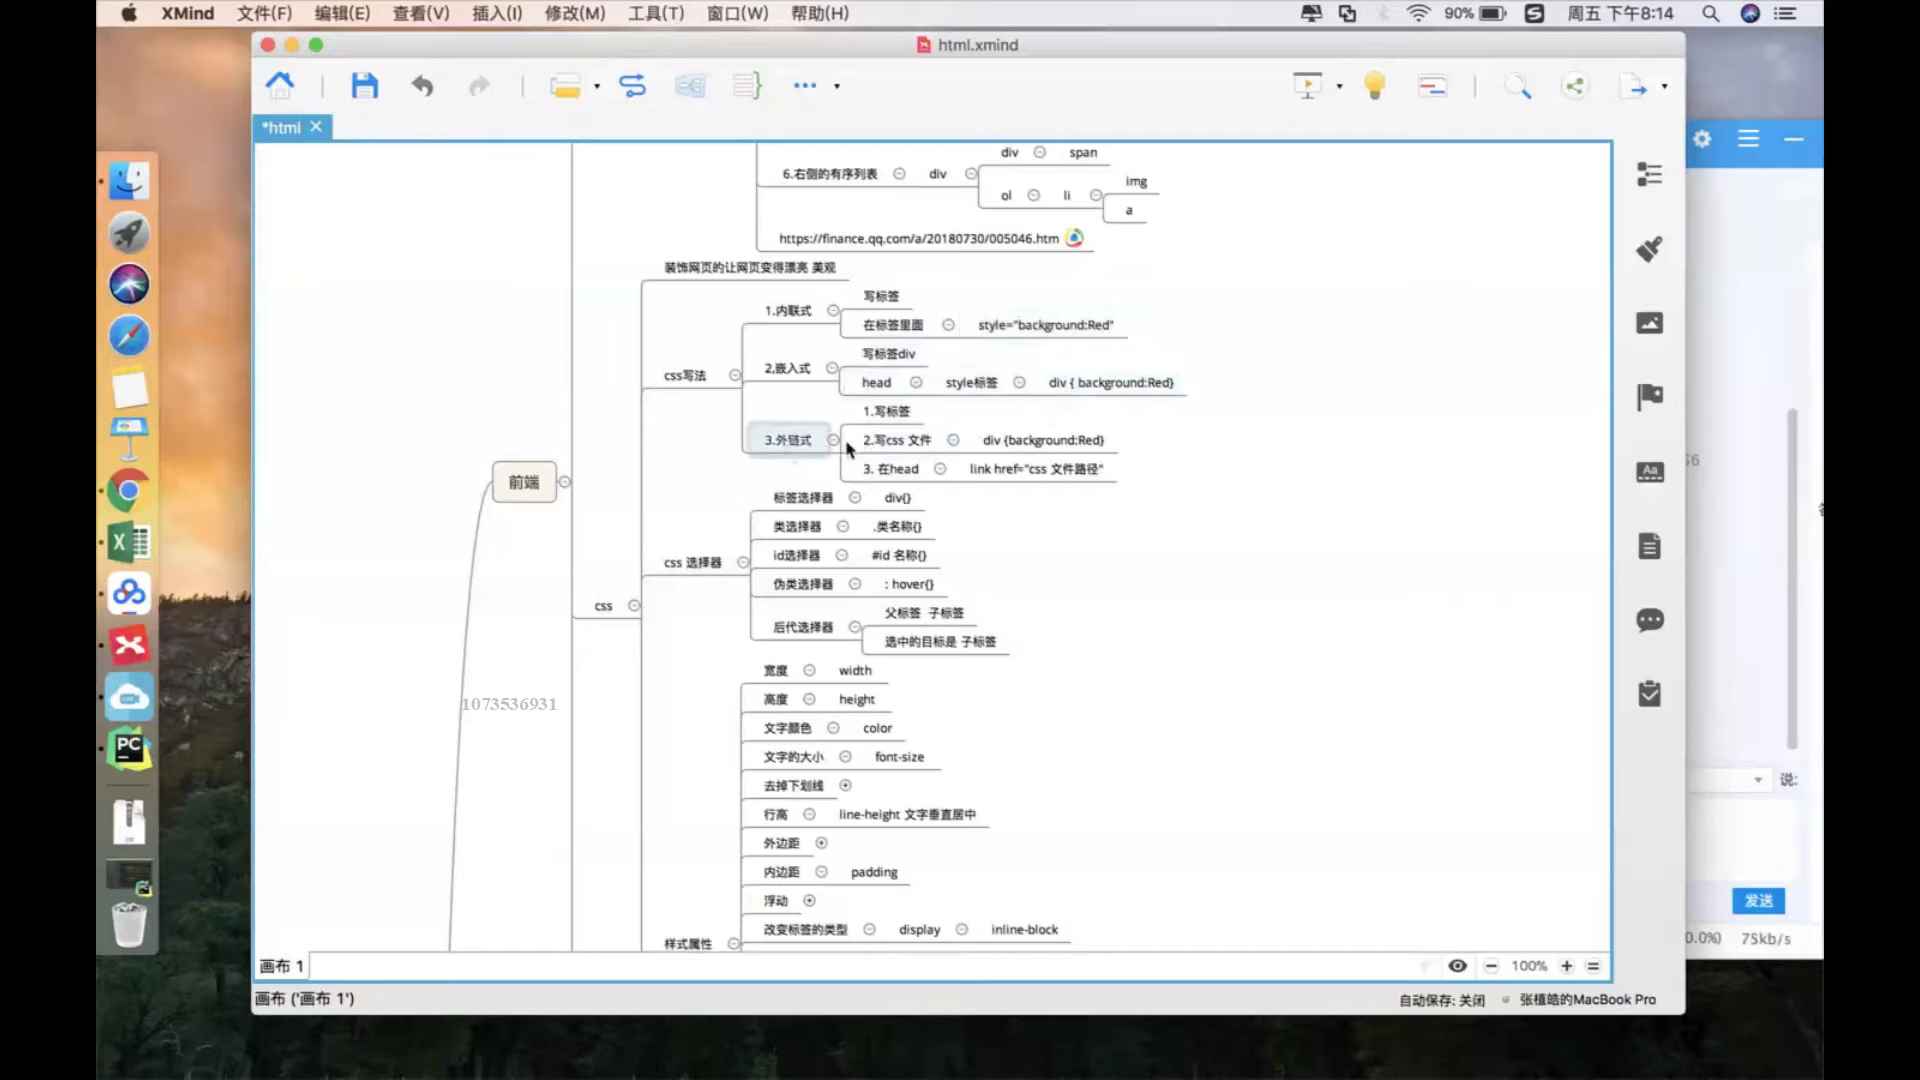 XMind 文件(F) 编辑(E) 查看(V) 插入(I) 修改(M) 工具(T) 窗口(W) 帮助(H) 90% 周五 下午8:14
html.xmind
*html
div span
6.右侧的有序列表 div
img
ol li
a
https://finance.qq.com/a/20180730/005046.htm
装饰网页的让网页变得漂亮 美观
写标签
1.内联式
在标签里面 style="background:Red"
写标签div
2,嵌入式
css写法
head style标签 div { background:Red}
1.写标签
3.外链式 2.写css 文件 div {background:Red}
3. 在head link href="css 文件路径"
前端
标签选择器 div{}
类选择器 .类名称{}
id选择器 #id 名称{}
css 选择器
伪类选择器 : hover{}
css
父标签 子标签
后代选择器
选中的目标是 子标签
宽度 width
高度 height
1073536931
文字颜色 color
文字的大小 font-size
去掉下划线
行高 line-height 文字垂直居中
外边距
内边距 padding
浮动
改变标签的类型 display inline-block
样式属性
说:
发送
0.0%) 75kb/s
画布 1
100%
画布 ('画布 1')
自动保存: 关闭 张植皓的MacBook Pro